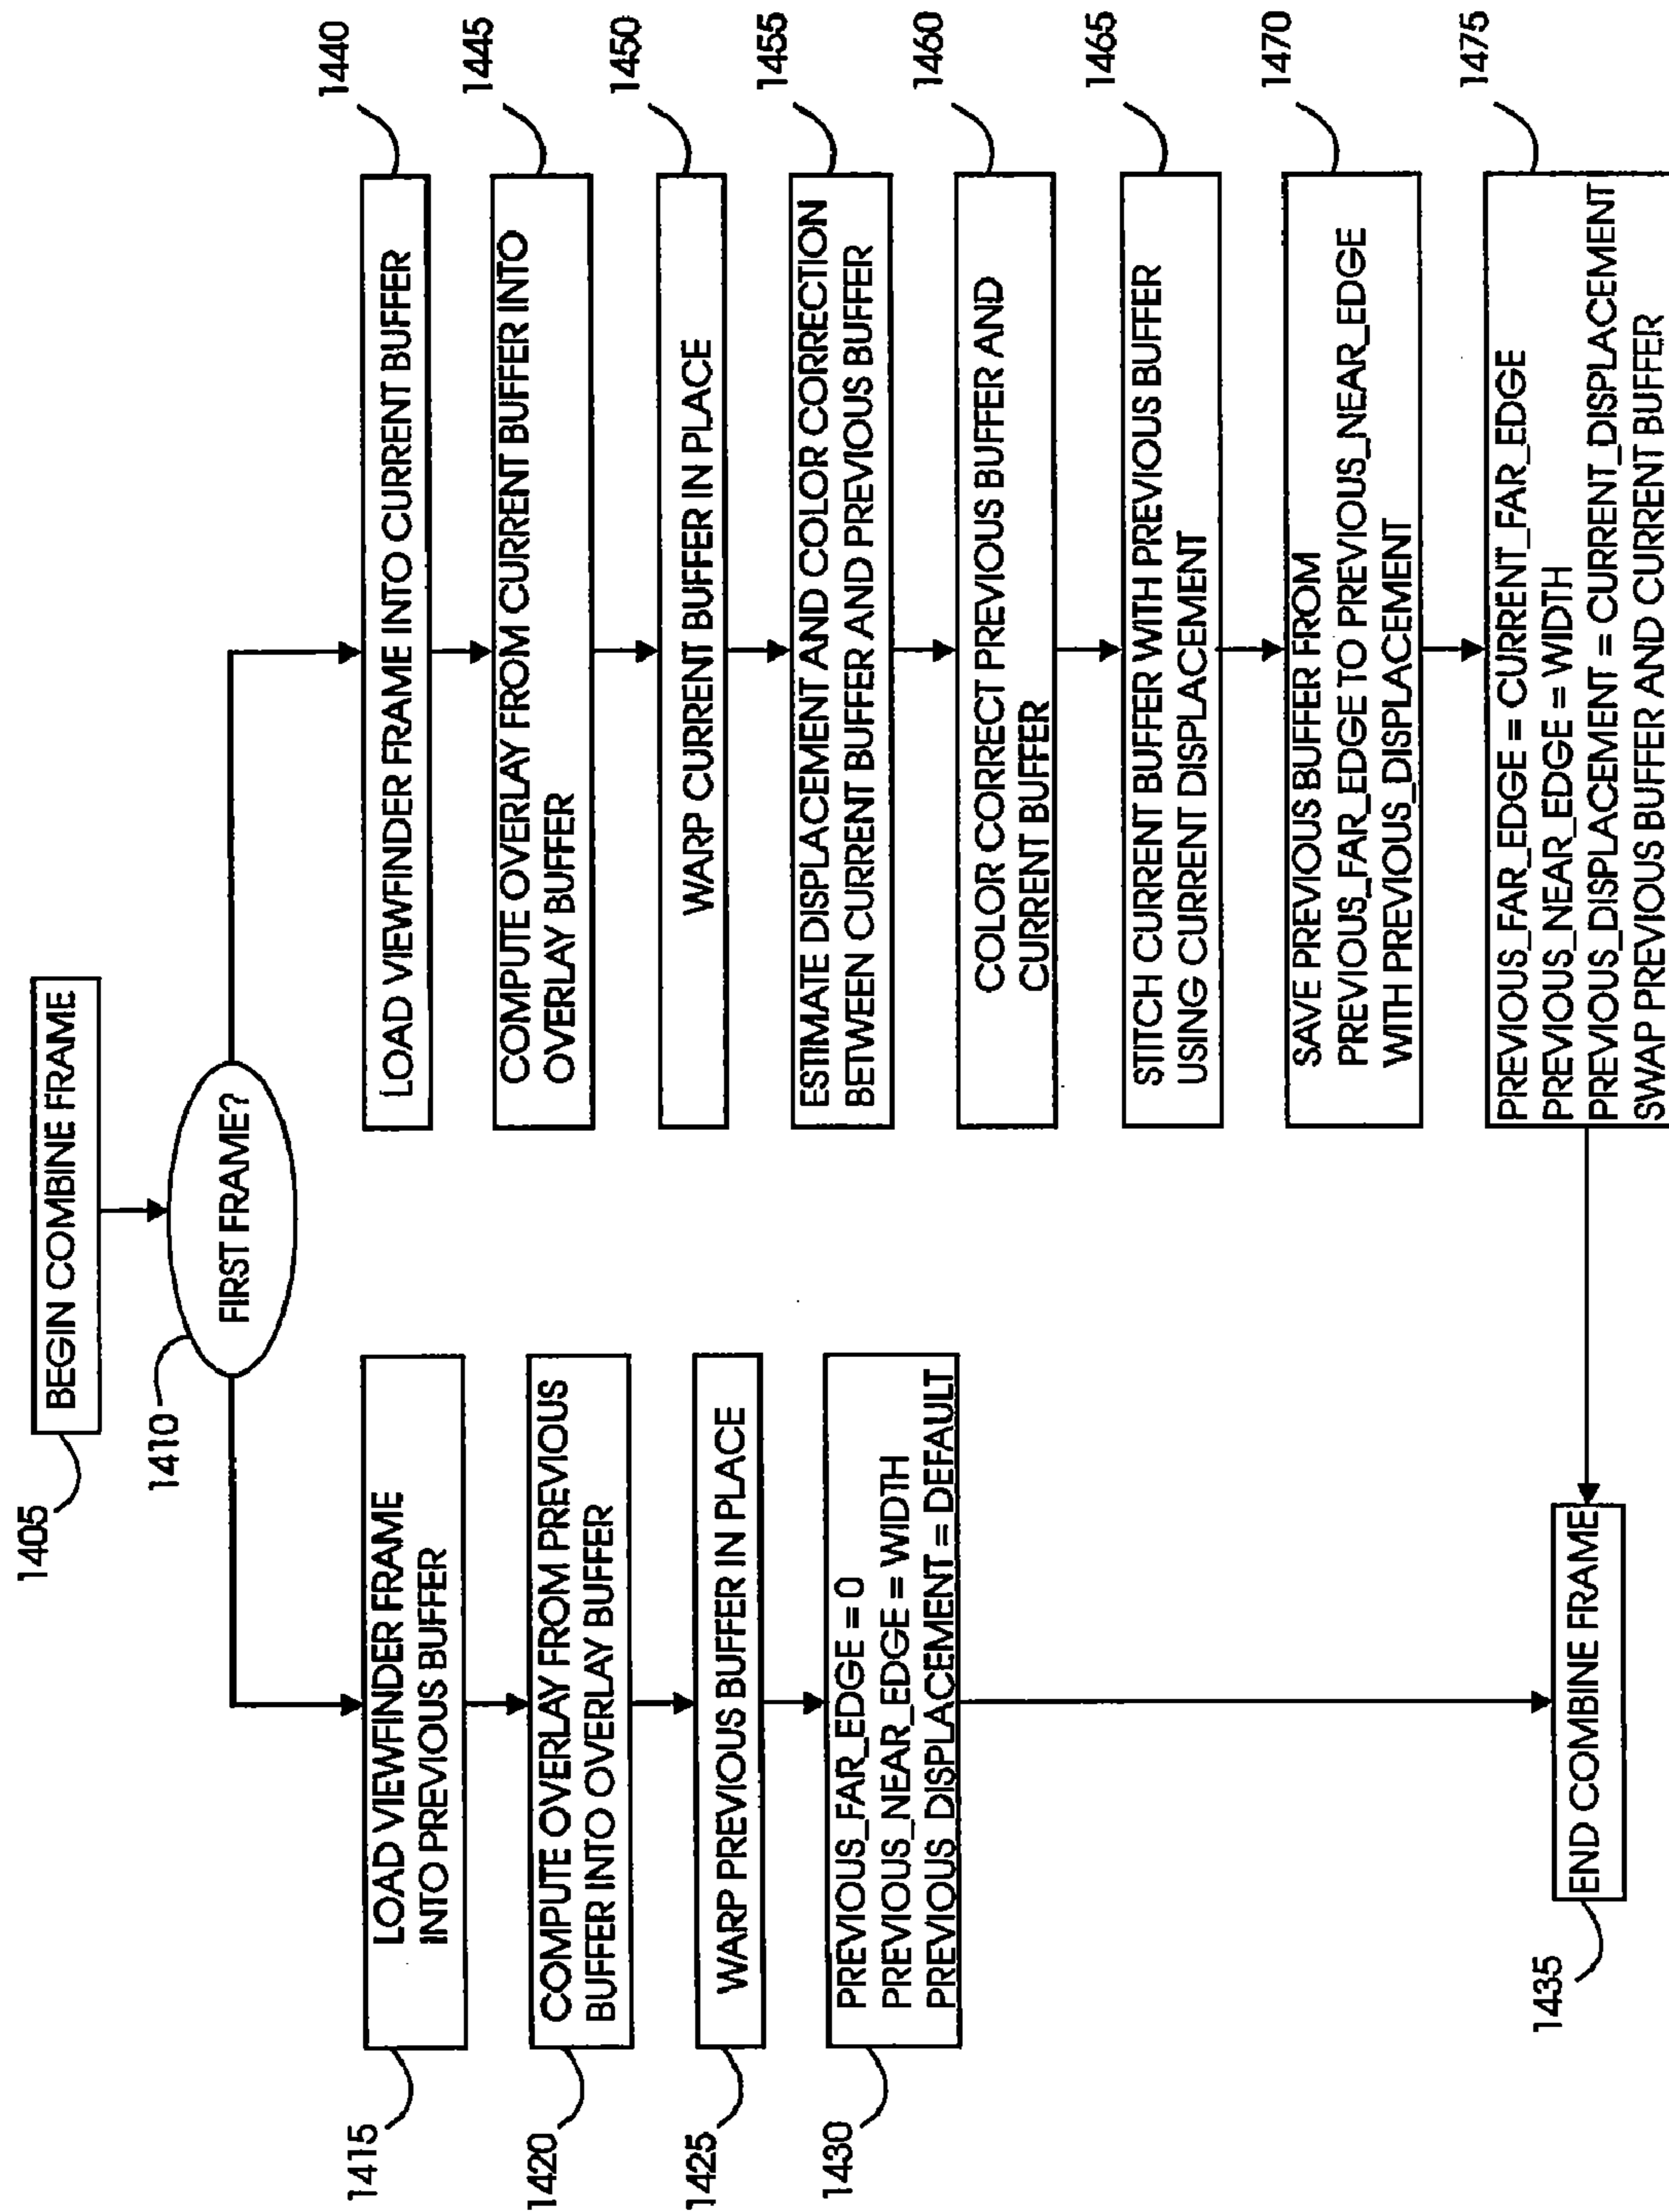 1405
BEGIN COMBINE FRAME
1410
FIRST FRAME?
1415
LOAD VIEWFINDER FRAME
INTO PREVIOUS BUFFER
1420
COMPUTE OVERLAY FROM PREVIOUS
BUFFER INTO OVERLAY BUFFER
1425
WARP PREVIOUS BUFFER IN PLACE
1430
PREVIOUS_FAR_EDGE = 0
PREVIOUS_NEAR_EDGE = WIDTH
PREVIOUS_DISPLACEMENT = DEFAULT
1435
END COMBINE FRAME
1440
LOAD VIEWFINDER FRAME INTO CURRENT BUFFER
1445
COMPUTE OVERLAY FROM CURRENT BUFFER INTO
OVERLAY BUFFER
1450
WARP CURRENT BUFFER IN PLACE
1455
ESTIMATE DISPLACEMENT AND COLOR CORRECTION
BETWEEN CURRENT BUFFER AND PREVIOUS BUFFER
1460
COLOR CORRECT PREVIOUS BUFFER AND
CURRENT BUFFER
1465
STITCH CURRENT BUFFER WITH PREVIOUS BUFFER
USING CURRENT DISPLACEMENT
1470
SAVE PREVIOUS BUFFER FROM
PREVIOUS_FAR_EDGE TO PREVIOUS_NEAR_EDGE
WITH PREVIOUS_DISPLACEMENT
1475
PREVIOUS_FAR_EDGE = CURRENT_FAR_EDGE
PREVIOUS_NEAR_EDGE = WIDTH
PREVIOUS_DISPLACEMENT = CURRENT_DISPLACEMENT
SWAP PREVIOUS BUFFER AND CURRENT BUFFER